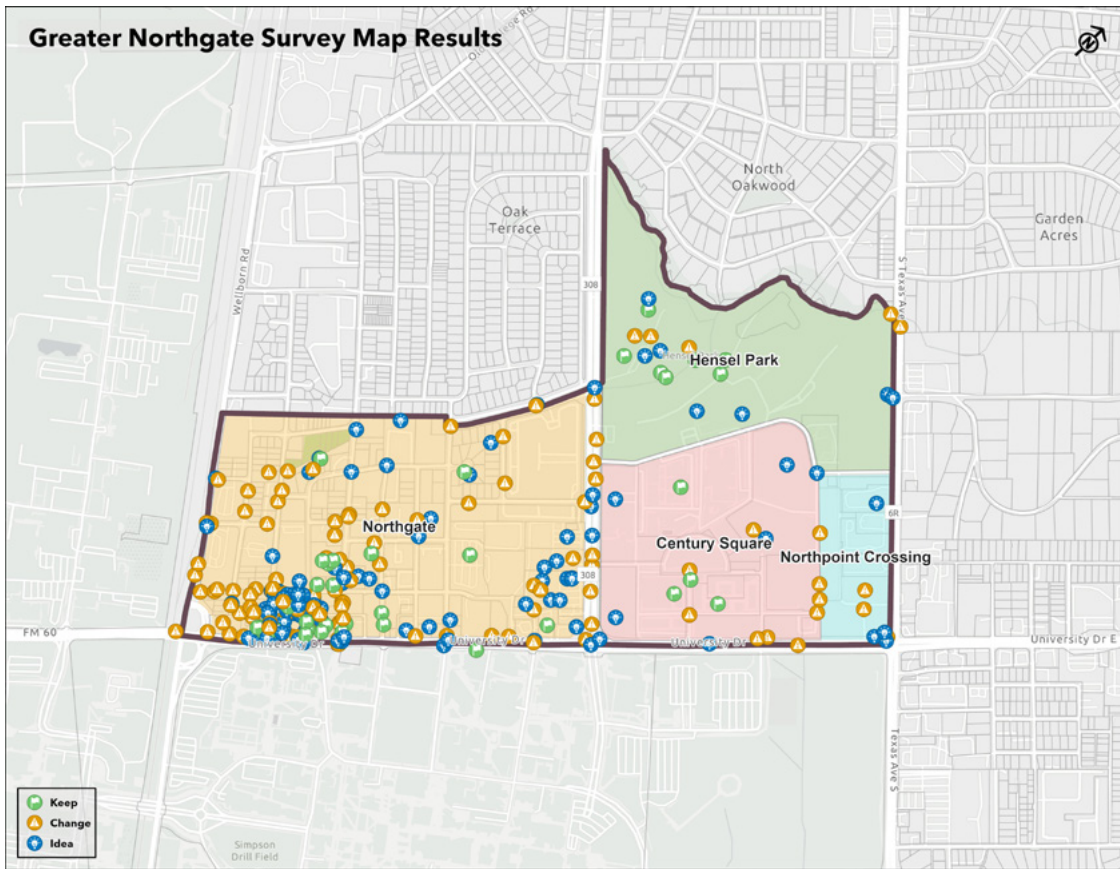 Greater Northgate Survey Map Results
N
Wellborn Rd
Oak
Terrace
308
North
Oakwood
Garden
Acres
S Texas Ave
Hensel Park
Northgate
Century Square
Northpoint Crossing
6R
308
FM 60
University Dr
University Dr
University Dr
University Dr E
Texas Ave S
Simpson
Drill Field
Keep
Change
Idea